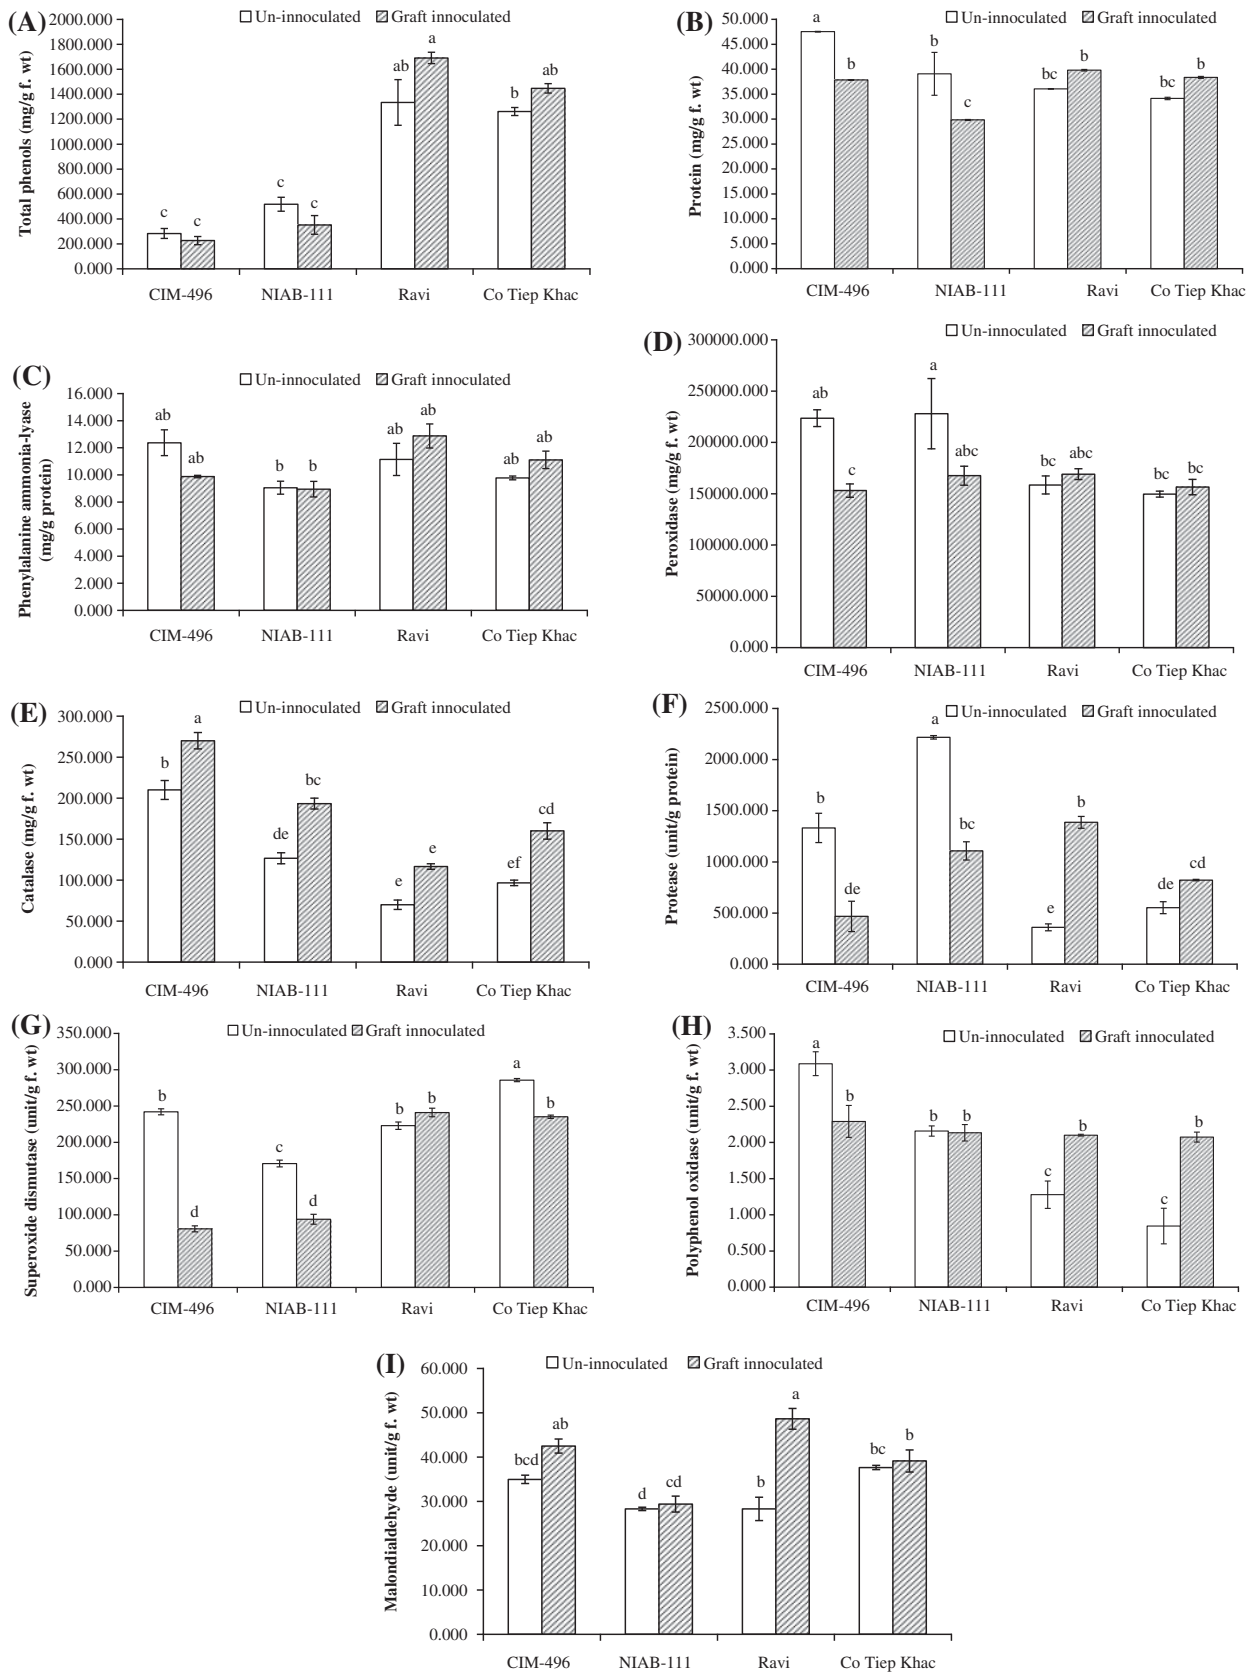 (A)
Un-innoculated Graft innoculated
Total phenols (mg/g f. wt)
2000.000
1800.000
1600.000
1400.000
1200.000
1000.000
800.000
600.000
400.000
200.000
0.000
c c c c ab a b ab
CIM-496 NIAB-111 Ravi Co Tiep Khac
(B)
Un-innoculated Graft innoculated
Protein (mg/g f. wt)
50.000
45.000
40.000
35.000
30.000
25.000
20.000
15.000
10.000
5.000
0.000
a b b c bc b bc b
CIM-496 NIAB-111 Ravi Co Tiep Khac
(C)
Un-innoculated Graft innoculated
Phenylalanine ammonia-lyase
(mg/g protein)
16.000
14.000
12.000
10.000
8.000
6.000
4.000
2.000
0.000
ab ab b b ab ab ab ab
CIM-496 NIAB-111 Ravi Co Tiep Khac
(D)
Un-innoculated Graft innoculated
Peroxidase (mg/g f. wt)
300000.000
250000.000
200000.000
150000.000
100000.000
50000.000
0.000
ab c a abc bc abc bc bc
CIM-496 NIAB-111 Ravi Co Tiep Khac
(E)
Un-innoculated Graft innoculated
Catalase (mg/g f. wt)
300.000
250.000
200.000
150.000
100.000
50.000
0.000
b a de bc e e ef cd
CIM-496 NIAB-111 Ravi Co Tiep Khac
(F)
Un-innoculated Graft innoculated
Protease (unit/g protein)
2500.000
2000.000
1500.000
1000.000
500.000
0.000
b de a bc e b de cd
CIM-496 NIAB-111 Ravi Co Tiep Khac
(G)
Un-innoculated Graft innoculated
Superoxide dismutase (unit/g f. wt)
350.000
300.000
250.000
200.000
150.000
100.000
50.000
0.000
b d c d b b a b
CIM-496 NIAB-111 Ravi Co Tiep Khac
(H)
Un-innoculated Graft innoculated
Polyphenol oxidase (unit/g f. wt)
3.500
3.000
2.500
2.000
1.500
1.000
0.500
0.000
a b b b c b c b
CIM-496 NIAB-111 Ravi Co Tiep Khac
(I)
Un-innoculated Graft innoculated
Malondialdehyde (unit/g f. wt)
60.000
50.000
40.000
30.000
20.000
10.000
0.000
bcd ab d cd b a bc b
CIM-496 NIAB-111 Ravi Co Tiep Khac